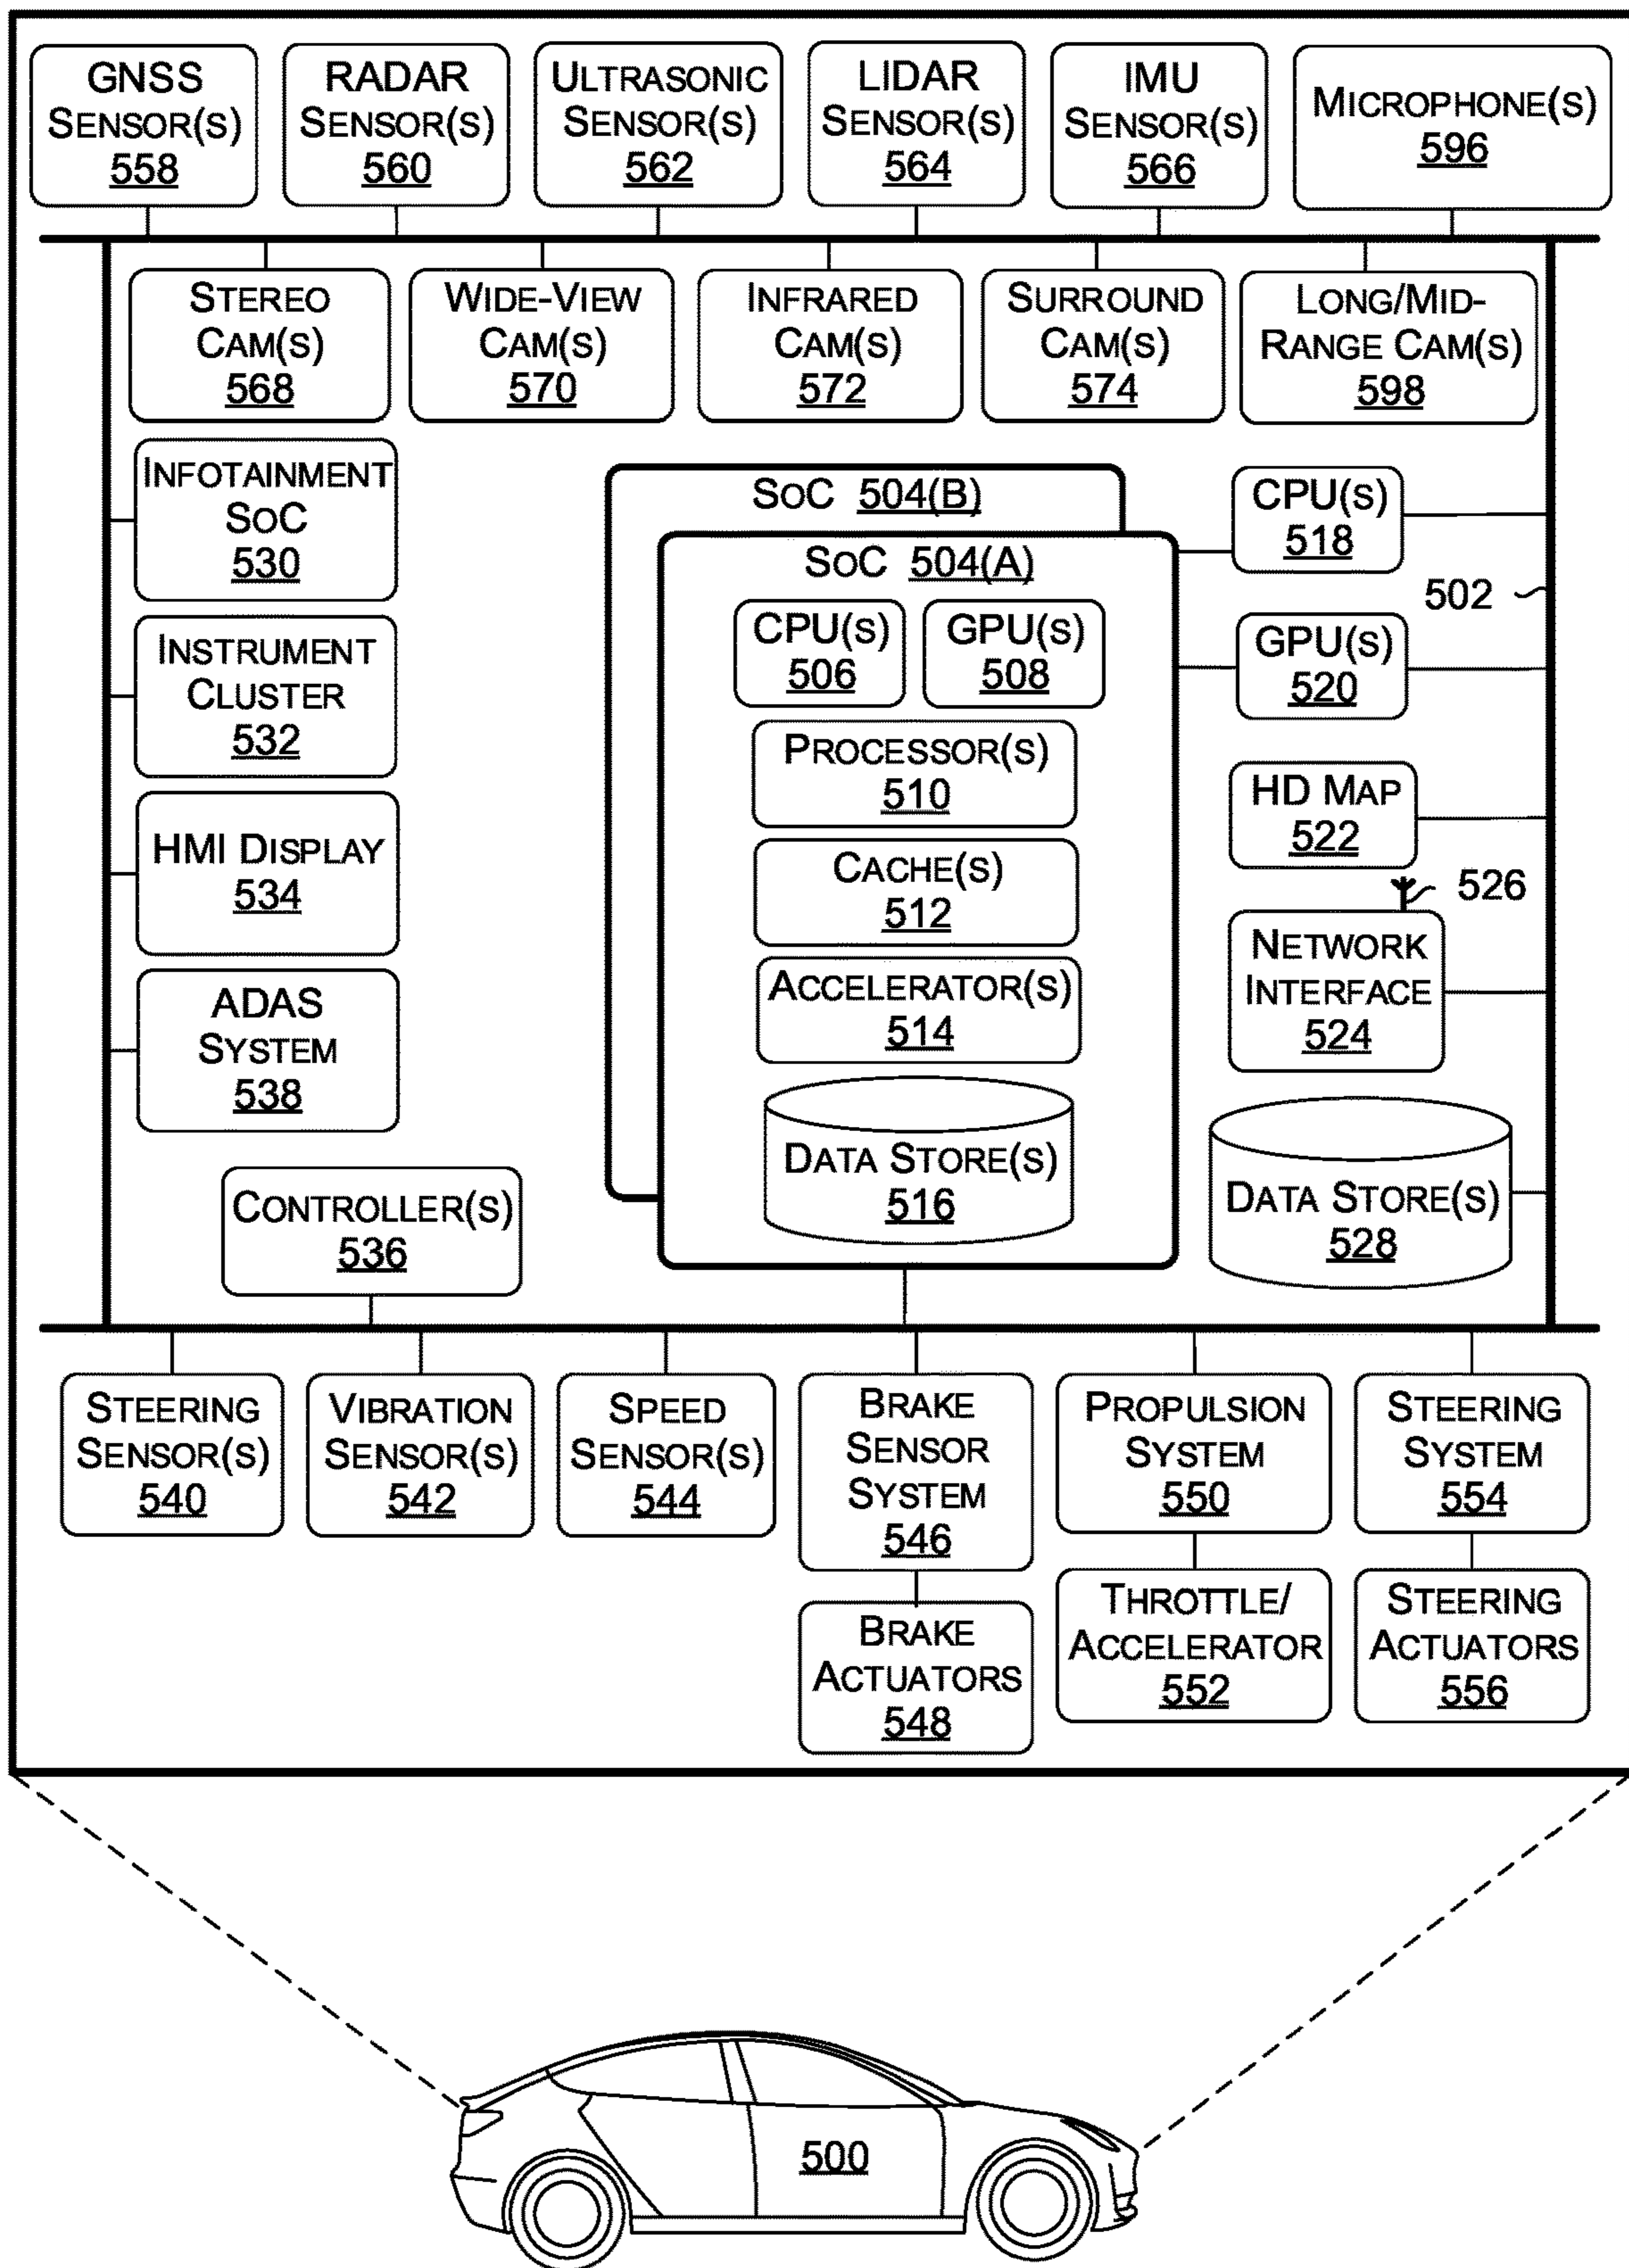 GNSS
SENSOR(S)
558
RADAR
SENSOR(S)
560
ULTRASONIC
SENSOR(S)
562
LIDAR
SENSOR(S)
564
IMU
SENSOR(S)
566
MICROPHONE(S)
596
STEREO
CAM(S)
568
WIDE-VIEW
CAM(S)
570
INFRARED
CAM(S)
572
SURROUND
CAM(S)
574
LONG/MID-
RANGE CAM(S)
598
INFOTAINMENT
SOC
530
INSTRUMENT
CLUSTER
532
HMI DISPLAY
534
ADAS
SYSTEM
538
CONTROLLER(S)
536
SOC 504(B)
SOC 504(A)
CPU(S)
506
GPU(S)
508
PROCESSOR(S)
510
CACHE(S)
512
ACCELERATOR(S)
514
DATA STORE(S)
516
CPU(S)
518
502
GPU(S)
520
HD MAP
522
526
NETWORK
INTERFACE
524
DATA STORE(S)
528
STEERING
SENSOR(S)
540
VIBRATION
SENSOR(S)
542
SPEED
SENSOR(S)
544
BRAKE
SENSOR
SYSTEM
546
PROPULSION
SYSTEM
550
STEERING
SYSTEM
554
BRAKE
ACTUATORS
548
THROTTLE/
ACCELERATOR
552
STEERING
ACTUATORS
556
500